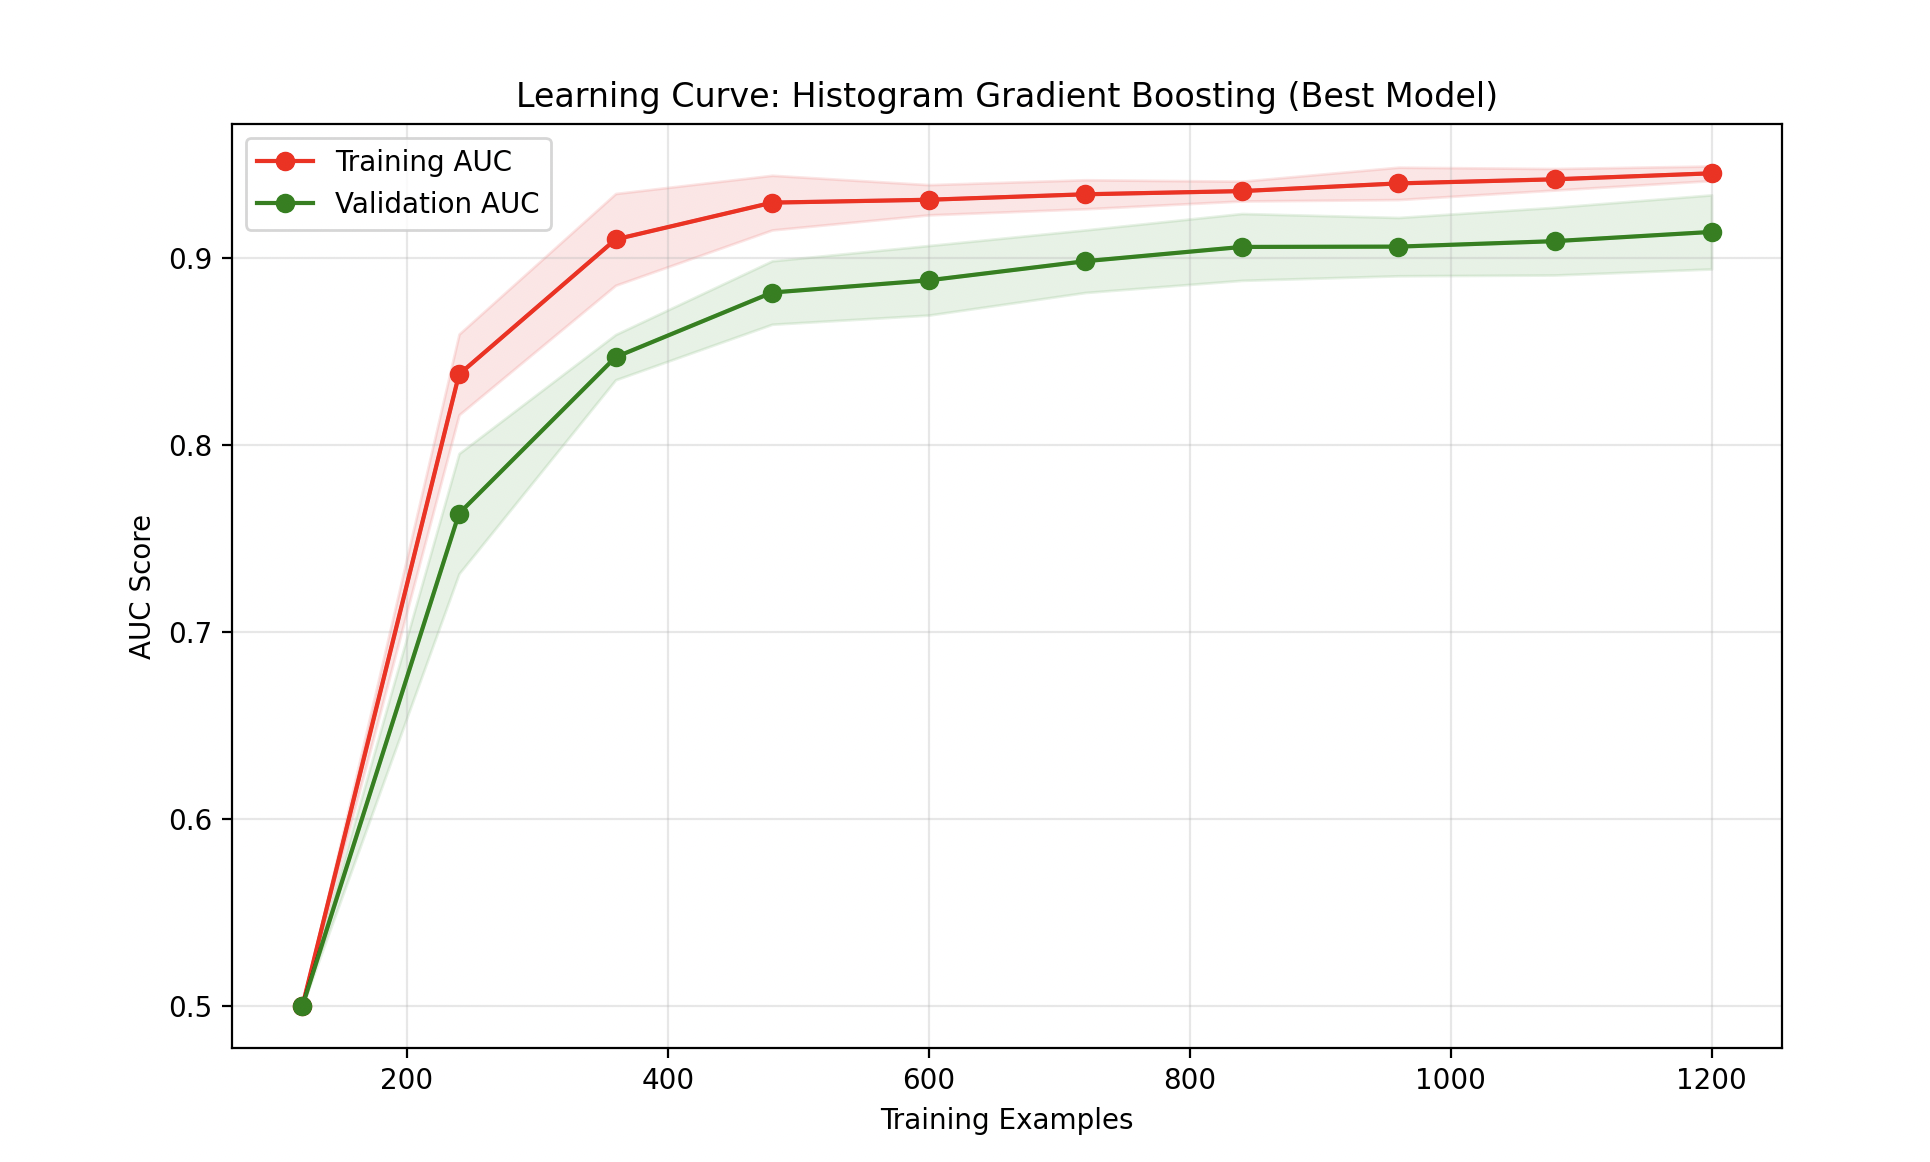 Learning Curve: Histogram Gradient Boosting (Best Model)
Training AUC
Validation AUC
0.9
0.8
0.7
0.6
0.5
AUC Score
200 400 600 800 1000 1200
Training Examples